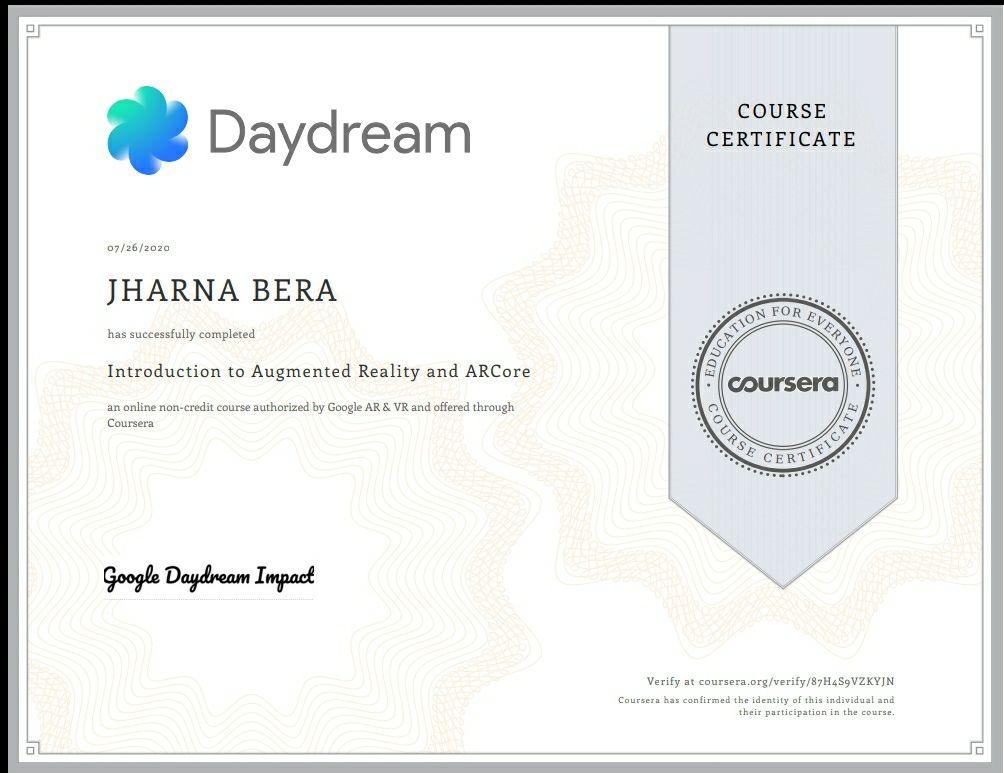 Daydream
COURSE
CERTIFICATE
07/26/2020
JHARNA BERA
has successfully completed
Introduction to Augmented Reality and ARCore
an online non-credit course authorized by Google AR & VR and offered through
Coursera
EDUCATION FOR EVERYONE
coursera
COURSE CERTIFICATE
Google Daydream Impact
Verify at coursera.org/verify/87H4S9VZKYJN
Coursera has confirmed the identity of this individual and
their participation in the course.